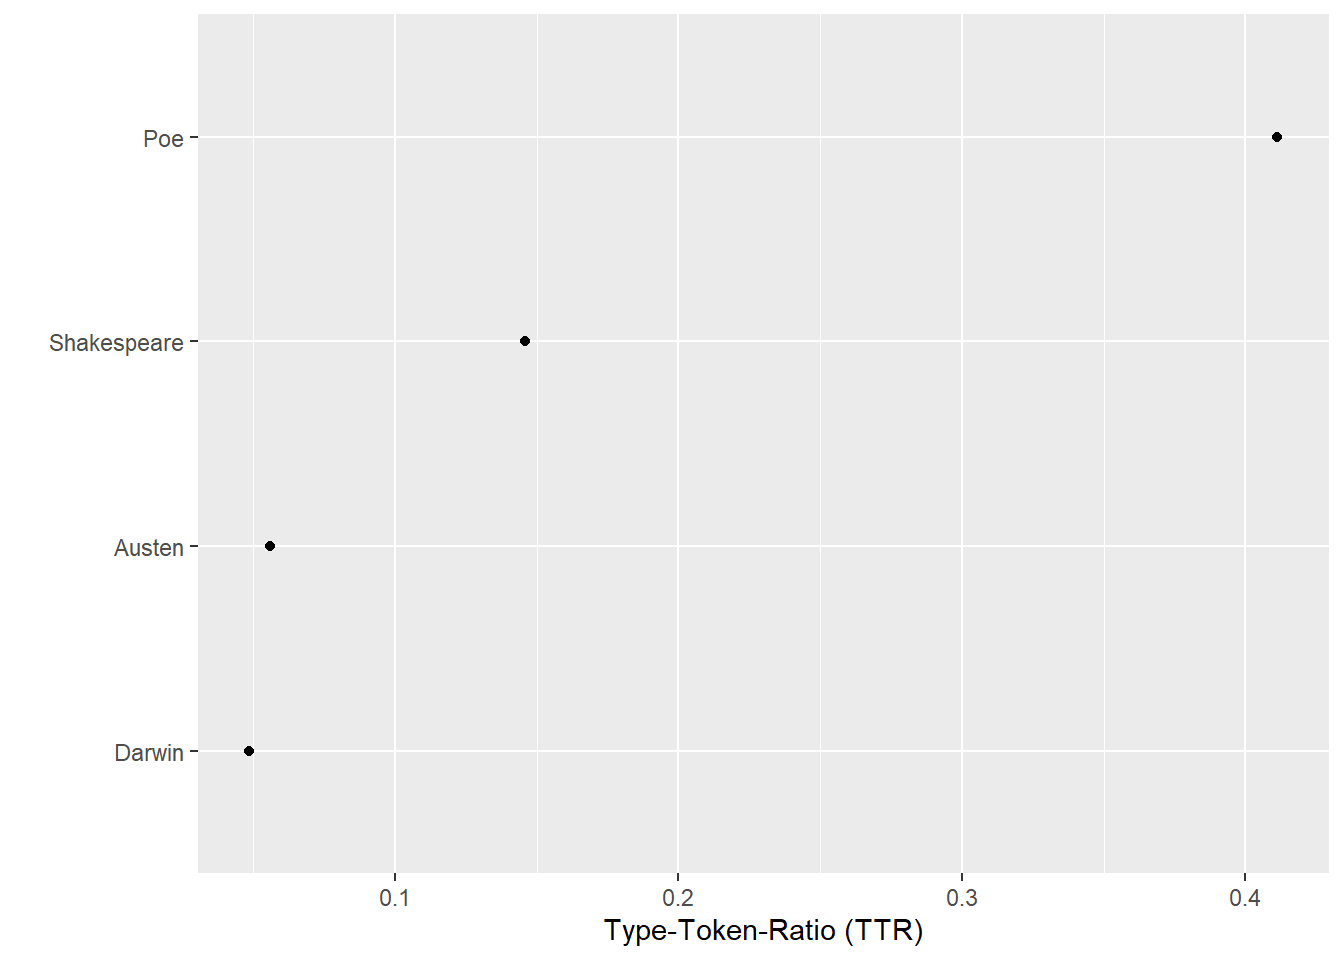 Poe
Shakespeare
Austen
Darwin
0.1 0.2 0.3 0.4
Type-Token-Ratio (TTR)